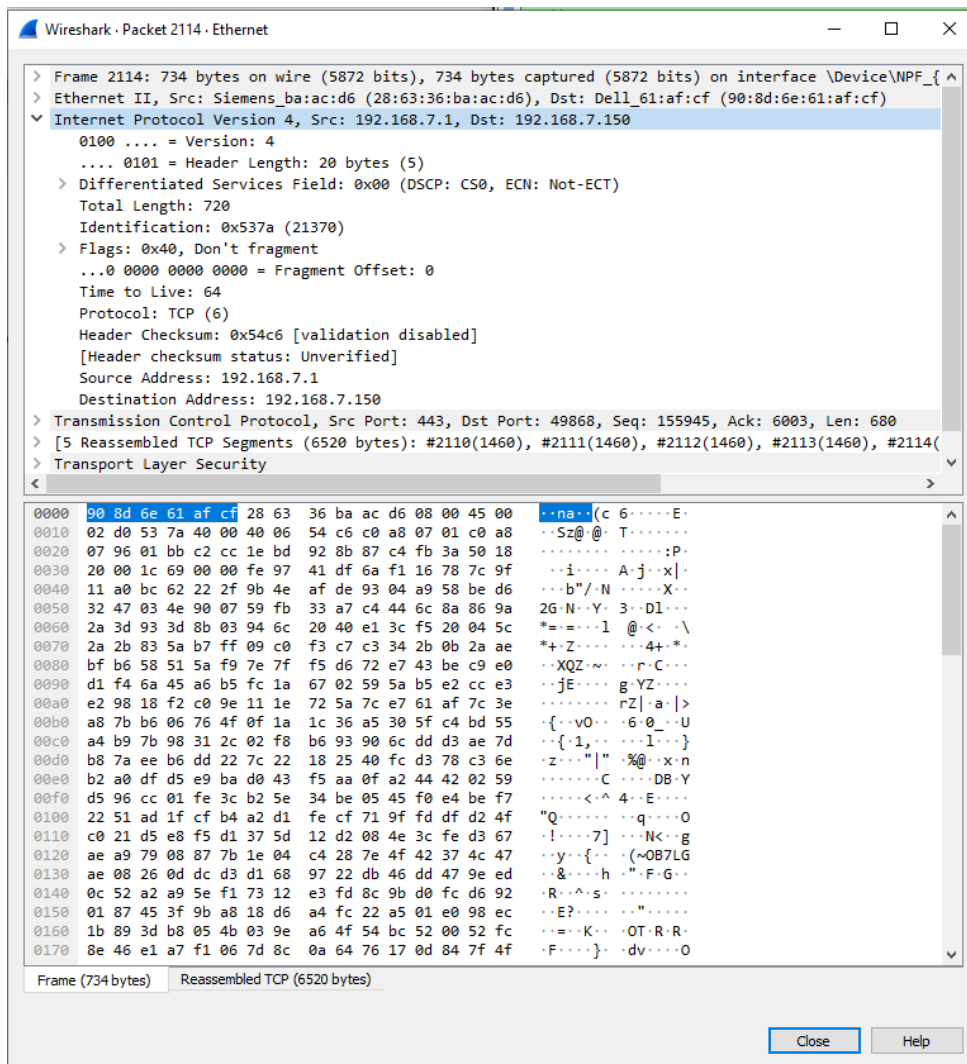 Wireshark · Packet 2114 · Ethernet
Frame 2114: 734 bytes on wire (5872 bits), 734 bytes captured (5872 bits) on interface \Device\NPF_{
Ethernet II, Src: Siemens_ba:ac:d6 (28:63:36:ba:ac:d6), Dst: Dell_61:af:cf (90:8d:6e:61:af:cf)
Internet Protocol Version 4, Src: 192.168.7.1, Dst: 192.168.7.150
0100 .... = Version: 4
.... 0101 = Header Length: 20 bytes (5)
Differentiated Services Field: 0x00 (DSCP: CS0, ECN: Not-ECT)
Total Length: 720
Identification: 0x537a (21370)
Flags: 0x40, Don't fragment
...0 0000 0000 0000 = Fragment Offset: 0
Time to Live: 64
Protocol: TCP (6)
Header Checksum: 0x54c6 [validation disabled]
[Header checksum status: Unverified]
Source Address: 192.168.7.1
Destination Address: 192.168.7.150
Transmission Control Protocol, Src Port: 443, Dst Port: 49868, Seq: 155945, Ack: 6003, Len: 680
[5 Reassembled TCP Segments (6520 bytes): #2110(1460), #2111(1460), #2112(1460), #2113(1460), #2114(
Transport Layer Security
0000 90 8d 6e 61 af cf 28 63 36 ba ac d6 08 00 45 00 ··na··(c 6·····E·
0010 02 d0 53 7a 40 00 40 06 54 c6 c0 a8 07 01 c0 a8 ··Sz@·@· T·······
0020 07 96 01 bb c2 cc 1e bd 92 8b 87 c4 fb 3a 50 18 ········ ·····:P·
0030 20 00 1c 69 00 00 fe 97 41 df 6a f1 16 78 7c 9f  ··i···· A·j··x|·
0040 11 a0 bc 62 22 2f 9b 4e af de 93 04 a9 58 be d6 ···b"/·N ·····X··
0050 32 47 03 4e 90 07 59 fb 33 a7 c4 44 6c 8a 86 9a 2G·N··Y· 3··Dl···
0060 2a 3d 93 3d 8b 03 94 6c 20 40 e1 3c f5 20 04 5c *=·=···l  @·<· ·\
0070 2a 2b 83 5a b7 ff 09 c0 f3 c7 c3 34 2b 0b 2a ae *+·Z···· ···4+·*·
0080 bf b6 58 51 5a f9 7e 7f f5 d6 72 e7 43 be c9 e0 ··XQZ·~· ··r·C···
0090 d1 f4 6a 45 a6 b5 fc 1a 67 02 59 5a b5 e2 cc e3 ··jE···· g·YZ····
00a0 e2 98 18 f2 c0 9e 11 1e 72 5a 7c e7 61 af 7c 3e ········ rZ|·a·|>
00b0 a8 7b b6 06 76 4f 0f 1a 1c 36 a5 30 5f c4 bd 55 ·{··vO·· ·6·0_··U
00c0 a4 b9 7b 98 31 2c 02 f8 b6 93 90 6c dd d3 ae 7d ··{·1,·· ···l···}
00d0 b8 7a ee b6 dd 22 7c 22 18 25 40 fc d3 78 c3 6e ·z···"|" ·%@··x·n
00e0 b2 a0 df d5 e9 ba d0 43 f5 aa 0f a2 44 42 02 59 ·······C ····DB·Y
00f0 d5 96 cc 01 fe 3c b2 5e 34 be 05 45 f0 e4 be f7 ·····<·^ 4··E····
0100 22 51 ad 1f cf b4 a2 d1 fe cf 71 9f fd df d2 4f "Q······ ··q····O
0110 c0 21 d5 e8 f5 d1 37 5d 12 d2 08 4e 3c fe d3 67 ·!····7] ···N<··g
0120 ae a9 79 08 87 7b 1e 04 c4 28 7e 4f 42 37 4c 47 ··y··{·· ·(~OB7LG
0130 ae 08 26 0d dc d3 d1 68 97 22 db 46 dd 47 9e ed ··&····h ·"·F·G··
0140 0c 52 a2 a9 5e f1 73 12 e3 fd 8c 9b d0 fc d6 92 ·R··^·s· ········
0150 01 87 45 3f 9b a8 18 d6 a4 fc 22 a5 01 e0 98 ec ··E?···· ··"·····
0160 1b 89 3d b8 05 4b 03 9e a6 4f 54 bc 52 00 52 fc ··=··K·· ·OT·R·R·
0170 8e 46 e1 a7 f1 06 7d 8c 0a 64 76 17 0d 84 7f 4f ·F····}· ·dv····O
Frame (734 bytes)
Reassembled TCP (6520 bytes)
Close
Help